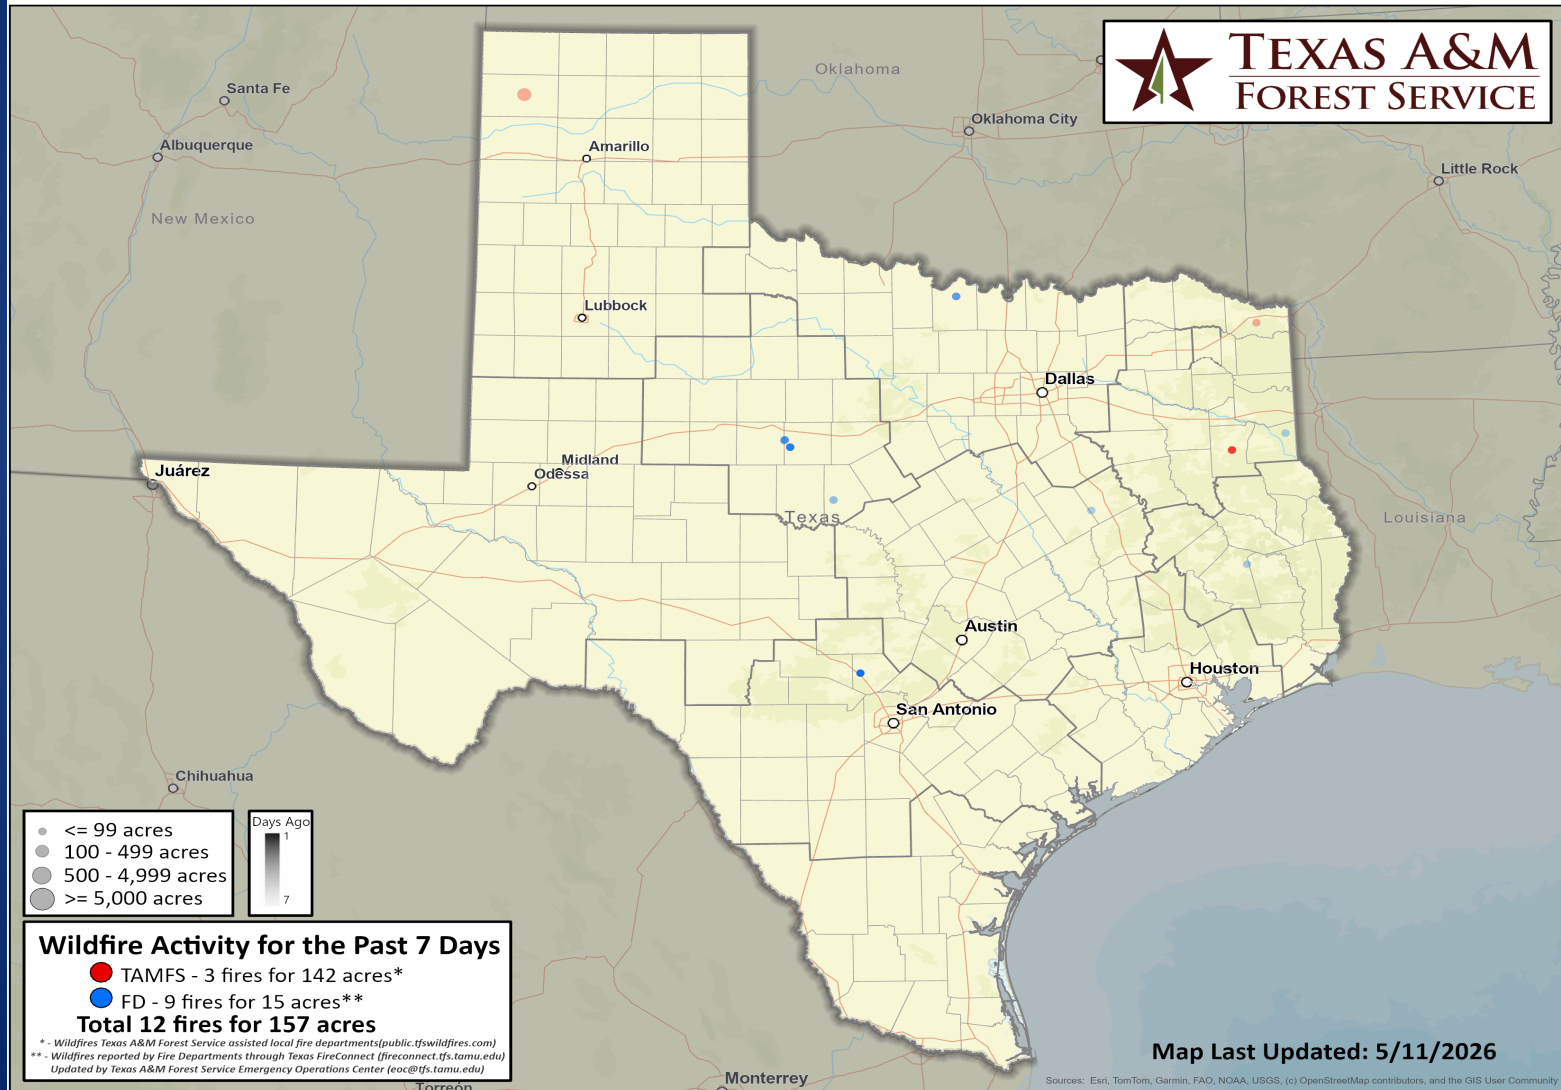 TEXAS A&M
FOREST SERVICE
Oklahoma
Santa Fe
Oklahoma City
Albuquerque
Amarillo
Little Rock
New Mexico
Lubbock
Dallas
Midland
Odessa
Juárez
Texas
Louisiana
Austin
Houston
San Antonio
Chihuahua
<= 99 acres
100 - 499 acres
500 - 4,999 acres
>= 5,000 acres
Days Ago
1
7
Wildfire Activity for the Past 7 Days
TAMFS - 3 fires for 142 acres*
FD - 9 fires for 15 acres**
Total 12 fires for 157 acres
* - Wildfires Texas A&M Forest Service assisted local fire departments(public.tfswildfires.com)
** - Wildfires reported by Fire Departments through Texas FireConnect (fireconnect.tfs.tamu.edu)
Updated by Texas A&M Forest Service Emergency Operations Center (eoc@tfs.tamu.edu)
Map Last Updated: 5/11/2026
Monterrey
Torreón
Sources: Esri, TomTom, Garmin, FAO, NOAA, USGS, (c) OpenStreetMap contributors, and the GIS User Community